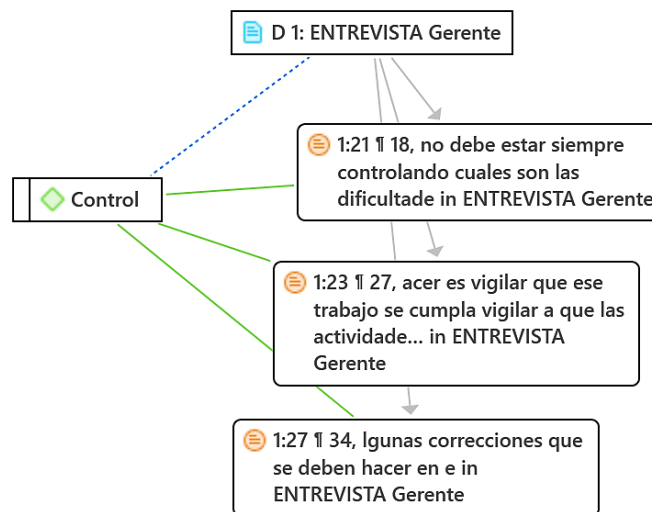 D 1: ENTREVISTA Gerente
1:21 ¶ 18, no debe estar siempre
controlando cuales son las
dificultade in ENTREVISTA Gerente
Control
1:23 ¶ 27, acer es vigilar que ese
trabajo se cumpla vigilar a que las
actividade... in ENTREVISTA
Gerente
1:27 ¶ 34, lgunas correcciones que
se deben hacer en e in
ENTREVISTA Gerente